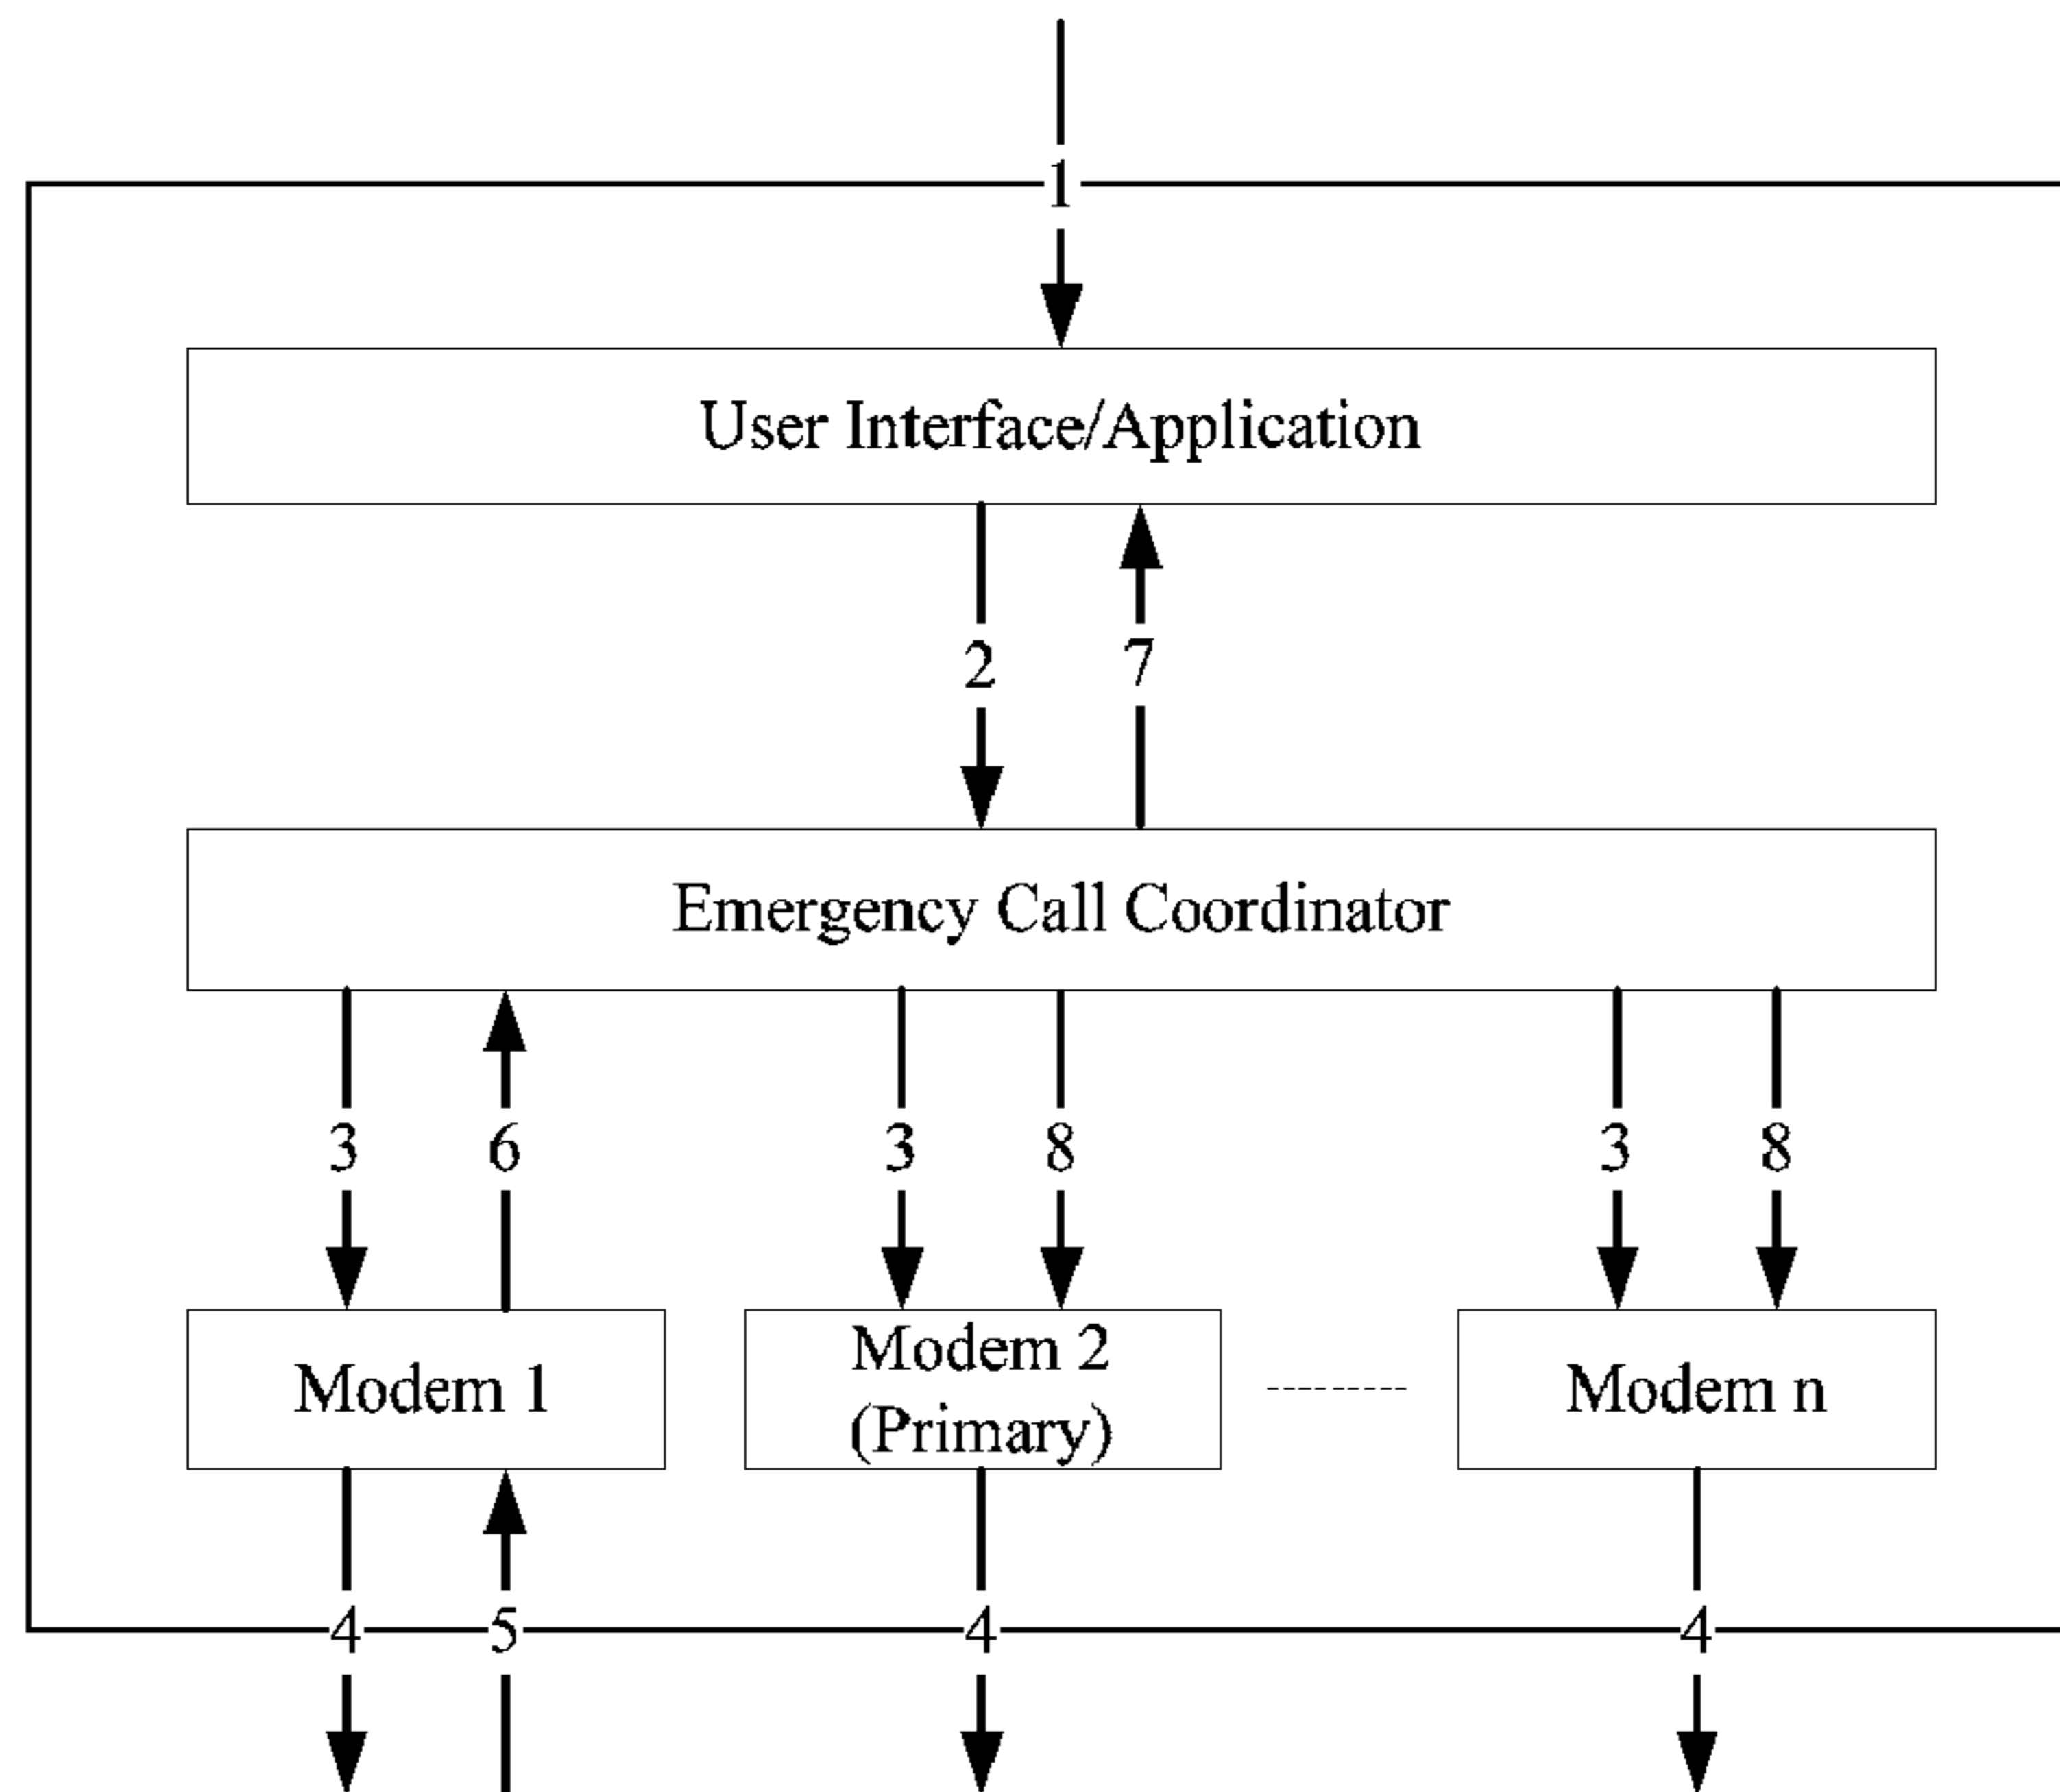 1
User Interface/Application
2 7
Emergency Call Coordinator
3 6 3 8 3 8
Modem 1
Modem 2
(Primary)
Modem n
4 5 4 4